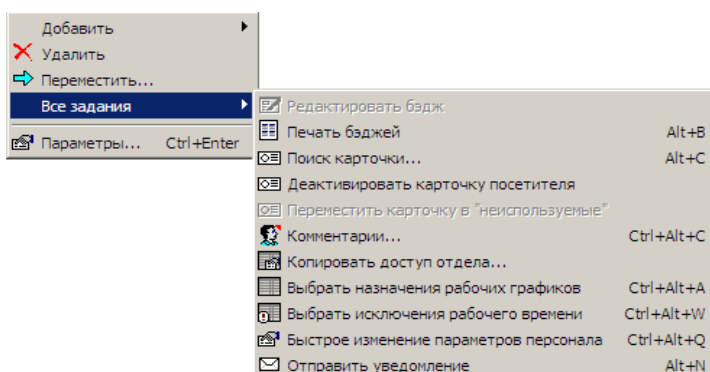 Добавить
Удалить
Переместить...
Все задания
Параметры... Ctrl+Enter
Редактировать бэдж
Печать бэджей Alt+B
Поиск карточки... Alt+C
Деактивировать карточку посетителя
Переместить карточку в "неиспользуемые"
Комментарии... Ctrl+Alt+C
Копировать доступ отдела...
Выбрать назначения рабочих графиков Ctrl+Alt+A
Выбрать исключения рабочего времени Ctrl+Alt+W
Быстрое изменение параметров персонала Ctrl+Alt+Q
Отправить уведомление Alt+N